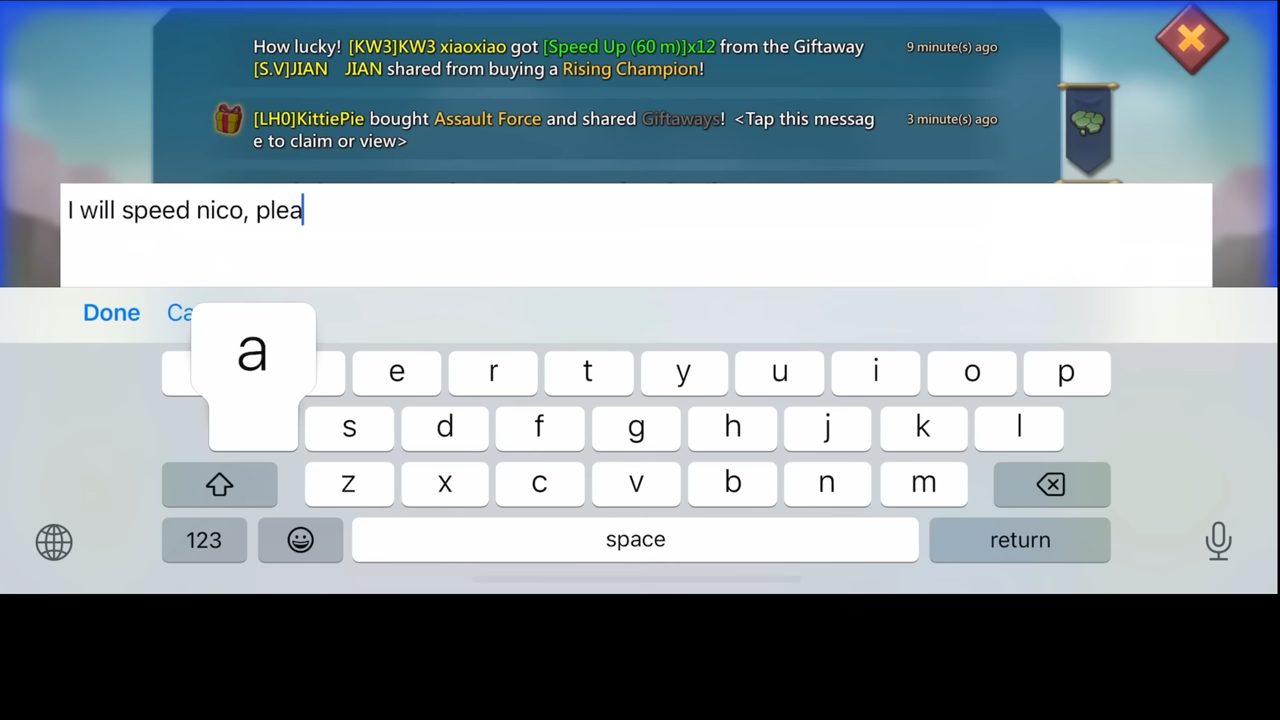 How lucky! [KW3]KW3 xiaoxiao got [Speed Up (60 m)]x12 from the Giftaway
9 minute(s) ago
[S.V]JIAN JIAN shared from buying a Rising Champion!
[LH0]KittiePie bought Assault Force and shared Giftaways! <Tap this messag
3 minute(s) ago
e to claim or view>
I will speed nico, plea
Done Ca
a
e r t y u i o p
s d f g h j k l
z x c v b n m
123 space return